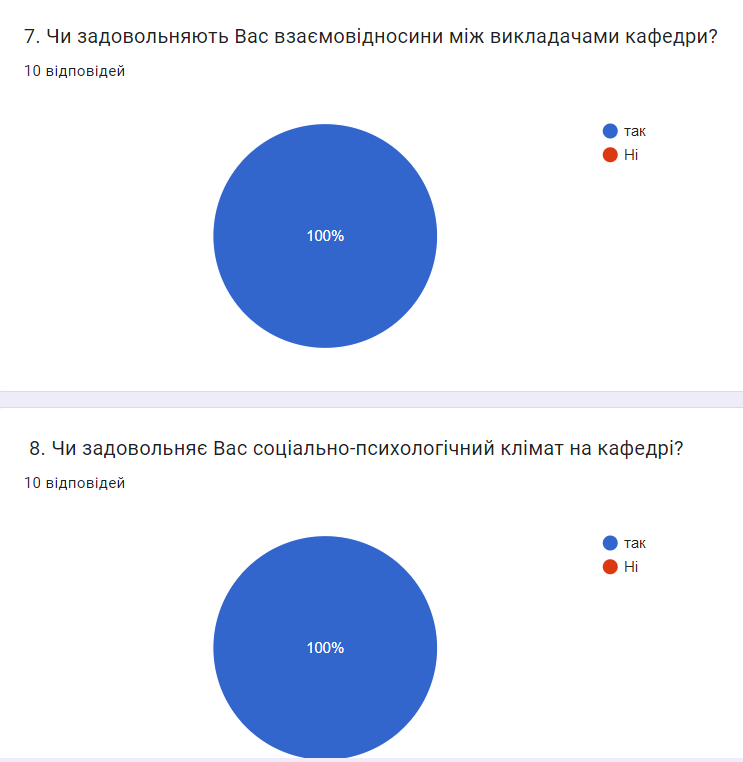 7. Чи задовольняють Вас взаємовідносини між викладачами кафедри?
10 відповідей
так
Ні
100%
8. Чи задовольняє Вас соціально-психологічний клімат на кафедрі?
10 відповідей
так
Ні
100%